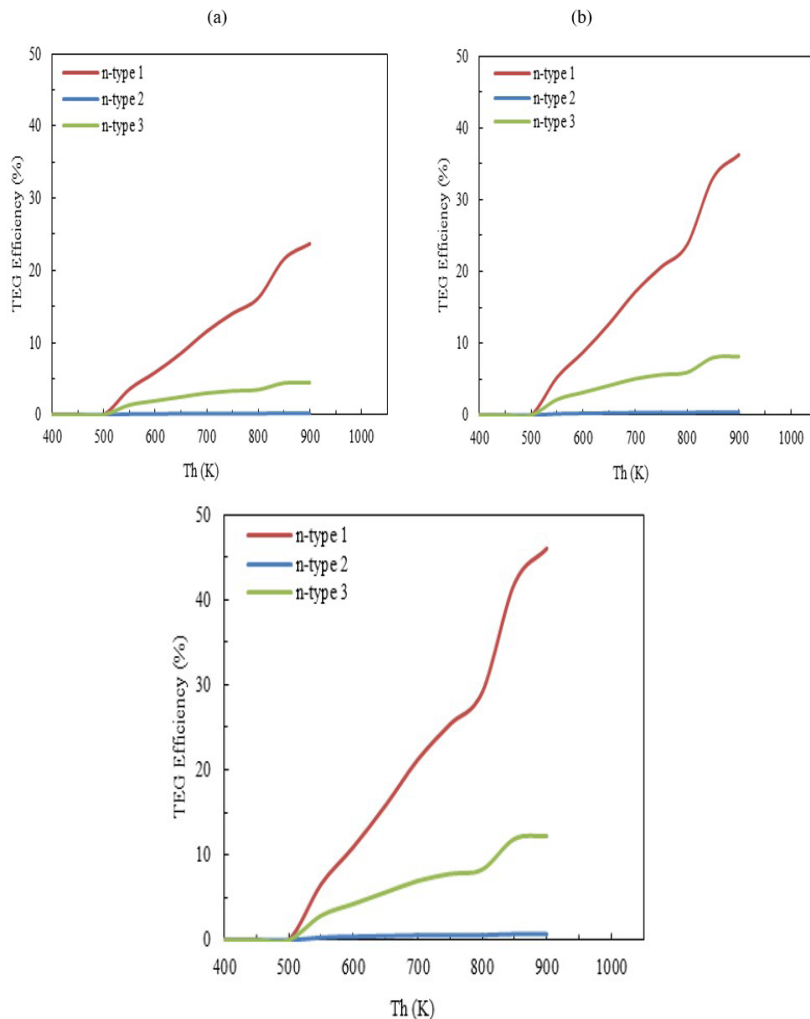 (a)
(b)
50
40
30
20
10
0
TEG Efficiency (%)
n-type 1
n-type 2
n-type 3
400 500 600 700 800 900 1000
Th (K)
50
40
30
20
10
0
TEG Efficiency (%)
n-type 1
n-type 2
n-type 3
400 500 600 700 800 900 1000
Th (K)
50
40
30
20
10
0
TEG Efficiency (%)
n-type 1
n-type 2
n-type 3
400 500 600 700 800 900 1000
Th (K)